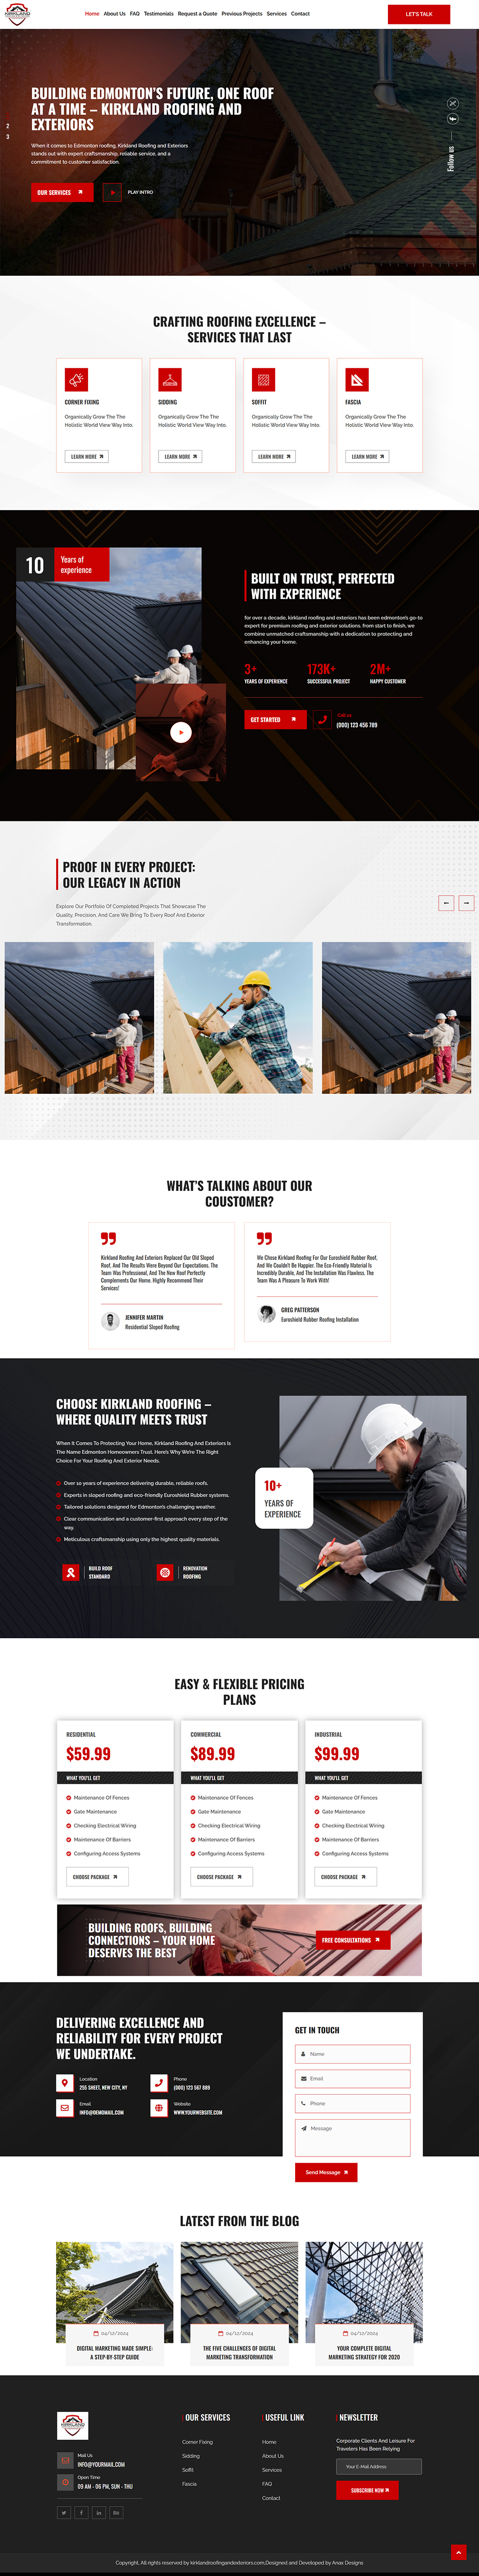 KIRKLAND
Home About Us FAQ Testimonials Request a Quote Previous Projects Services Contact
LET'S TALK
BUILDING EDMONTON'S FUTURE, ONE ROOF
AT A TIME – KIRKLAND ROOFING AND
EXTERIORS
2
3
When it comes to Edmonton roofing, Kirkland Roofing and Exteriors
stands out with expert craftsmanship, reliable service, and a
commitment to customer satisfaction.
OUR SERVICES
PLAY INTRO
Follow us
CRAFTING ROOFING EXCELLENCE –
SERVICES THAT LAST
CORNER FIXING
Organically Grow The The
Holistic World View Way Into.
LEARN MORE
SIDDING
Organically Grow The The
Holistic World View Way Into.
LEARN MORE
SOFFIT
Organically Grow The The
Holistic World View Way Into.
LEARN MORE
FASCIA
Organically Grow The The
Holistic World View Way Into.
LEARN MORE
10
Years of
experience
BUILT ON TRUST, PERFECTED
WITH EXPERIENCE
for over a decade, kirkland roofing and exteriors has been edmonton's go-to
expert for premium roofing and exterior solutions. from start to finish, we
combine unmatched craftsmanship with a dedication to protecting and
enhancing your home.
3+
YEARS OF EXPERIENCE
173K+
SUCCESSFUL PROJECT
2M+
HAPPY CUSTOMER
GET STARTED
Call us
(000) 123 456 789
PROOF IN EVERY PROJECT:
OUR LEGACY IN ACTION
Explore Our Portfolio Of Completed Projects That Showcase The
Quality, Precision, And Care We Bring To Every Roof And Exterior
Transformation.
WHAT'S TALKING ABOUT OUR
COUSTOMER?
Kirkland Roofing And Exteriors Replaced Our Old Sloped
Roof, And The Results Were Beyond Our Expectations. The
Team Was Professional, And The New Roof Perfectly
Complements Our Home. Highly Recommend Their
Services!
JENNIFER MARTIN
Residential Sloped Roofing
We Chose Kirkland Roofing For Our Euroshield Rubber Roof,
And We Couldn't Be Happier. The Eco-Friendly Material Is
Incredibly Durable, And The Installation Was Flawless. The
Team Was A Pleasure To Work With!
GREG PATTERSON
Euroshield Rubber Roofing Installation
CHOOSE KIRKLAND ROOFING –
WHERE QUALITY MEETS TRUST
When It Comes To Protecting Your Home, Kirkland Roofing And Exteriors Is
The Name Edmonton Homeowners Trust. Here's Why We're The Right
Choice For Your Roofing And Exterior Needs.
Over 10 years of experience delivering durable, reliable roofs.
Experts in sloped roofing and eco-friendly Euroshield Rubber systems.
Tailored solutions designed for Edmonton's challenging weather.
Clear communication and a customer-first approach every step of the
way.
Meticulous craftsmanship using only the highest quality materials.
BUILD ROOF
STANDARD
RENOVATION
ROOFING
10+
YEARS OF
EXPERIENCE
EASY & FLEXIBLE PRICING
PLANS
RESIDENTIAL
$59.99
WHAT YOU'LL GET
Maintenance Of Fences
Gate Maintenance
Checking Electrical Wiring
Maintenance Of Barriers
Configuring Access Systems
CHOOSE PACKAGE
COMMERCIAL
$89.99
WHAT YOU'LL GET
Maintenance Of Fences
Gate Maintenance
Checking Electrical Wiring
Maintenance Of Barriers
Configuring Access Systems
CHOOSE PACKAGE
INDUSTRIAL
$99.99
WHAT YOU'LL GET
Maintenance Of Fences
Gate Maintenance
Checking Electrical Wiring
Maintenance Of Barriers
Configuring Access Systems
CHOOSE PACKAGE
BUILDING ROOFS, BUILDING
CONNECTIONS – YOUR HOME
DESERVES THE BEST
FREE CONSULTATIONS
DELIVERING EXCELLENCE AND
RELIABILITY FOR EVERY PROJECT
WE UNDERTAKE.
Location
255 SHEET, NEW CITY, NY
Phone
(000) 123 567 889
Email
INFO@DEMOMAIL.COM
Website
WWW.YOURWEBSITE.COM
GET IN TOUCH
Name
Email
Phone
Message
Send Message
LATEST FROM THE BLOG
04/12/2024
DIGITAL MARKETING MADE SIMPLE:
A STEP-BY-STEP GUIDE
04/12/2024
THE FIVE CHALLENGES OF DIGITAL
MARKETING TRANSFORMATION
04/12/2024
YOUR COMPLETE DIGITAL
MARKETING STRATEGY FOR 2020
KIRKLAND
Mail Us
INFO@YOURMAIL.COM
Open Time
09 AM - 06 PM, SUN - THU
OUR SERVICES
Corner Fixing
Sidding
Soffit
Fascia
USEFUL LINK
Home
About Us
Services
FAQ
Contact
NEWSLETTER
Corporate Clients And Leisure For
Travelers Has Been Relying
Your E-Mail Address
SUBSCRIBE NOW
Copyright, All rights reserved by kirklandroofingandexteriors.com,Designed and Developed by Anax Designs